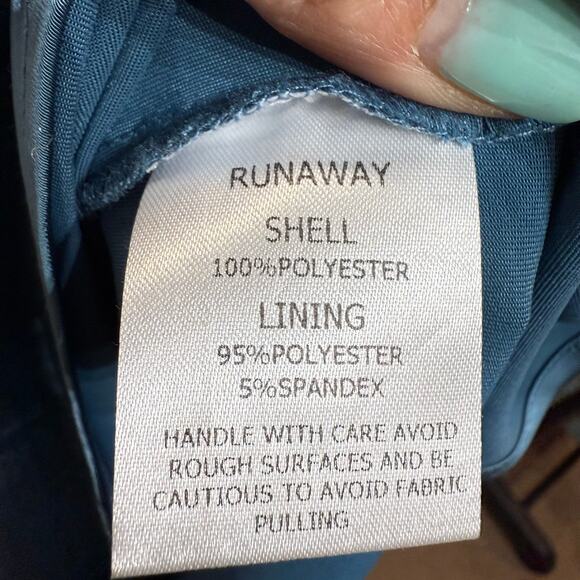 RUNAWAY
SHELL
100%POLYESTER
LINING
95%POLYESTER
5%SPANDEX
HANDLE WITH CARE AVOID
ROUGH SURFACES AND BE
CAUTIOUS TO AVOID FABRIC
PULLING